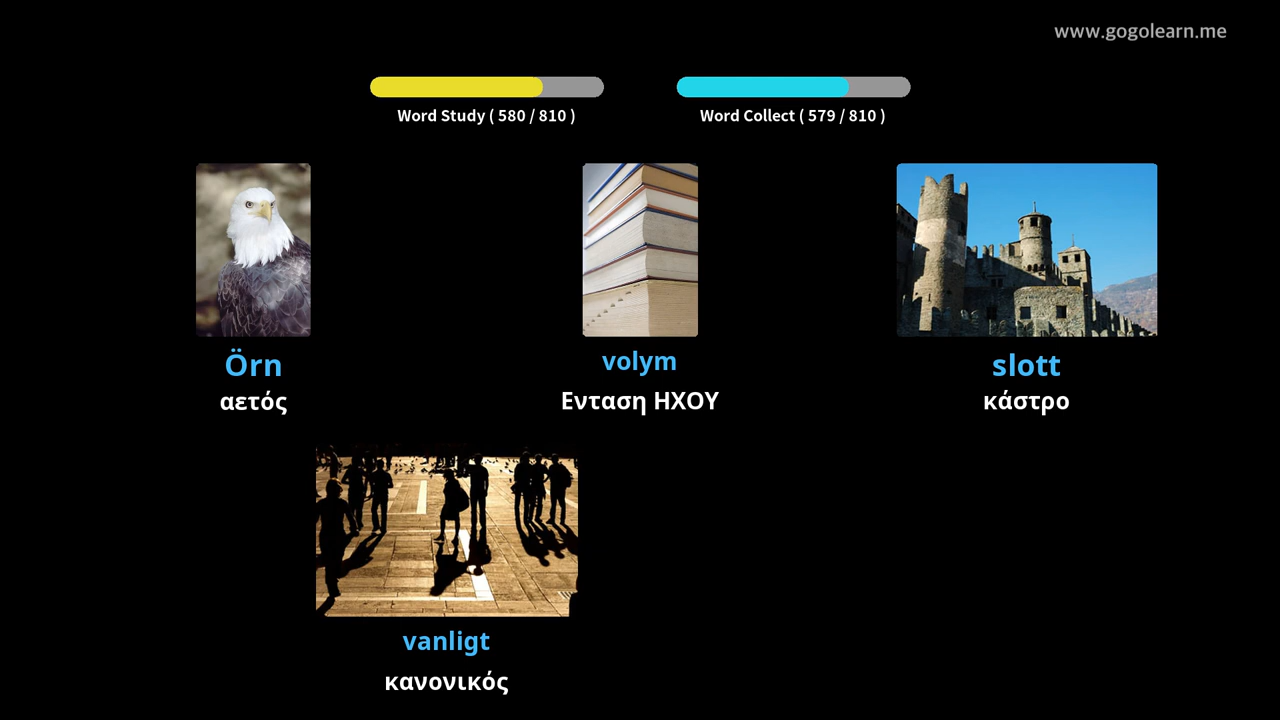 www.gogolearn.me
Word Study ( 580 / 810 )
Word Collect ( 579 / 810 )
Örn
αετός
volym
Ενταση ΗΧΟΥ
slott
κάστρο
vanligt
κανονικός